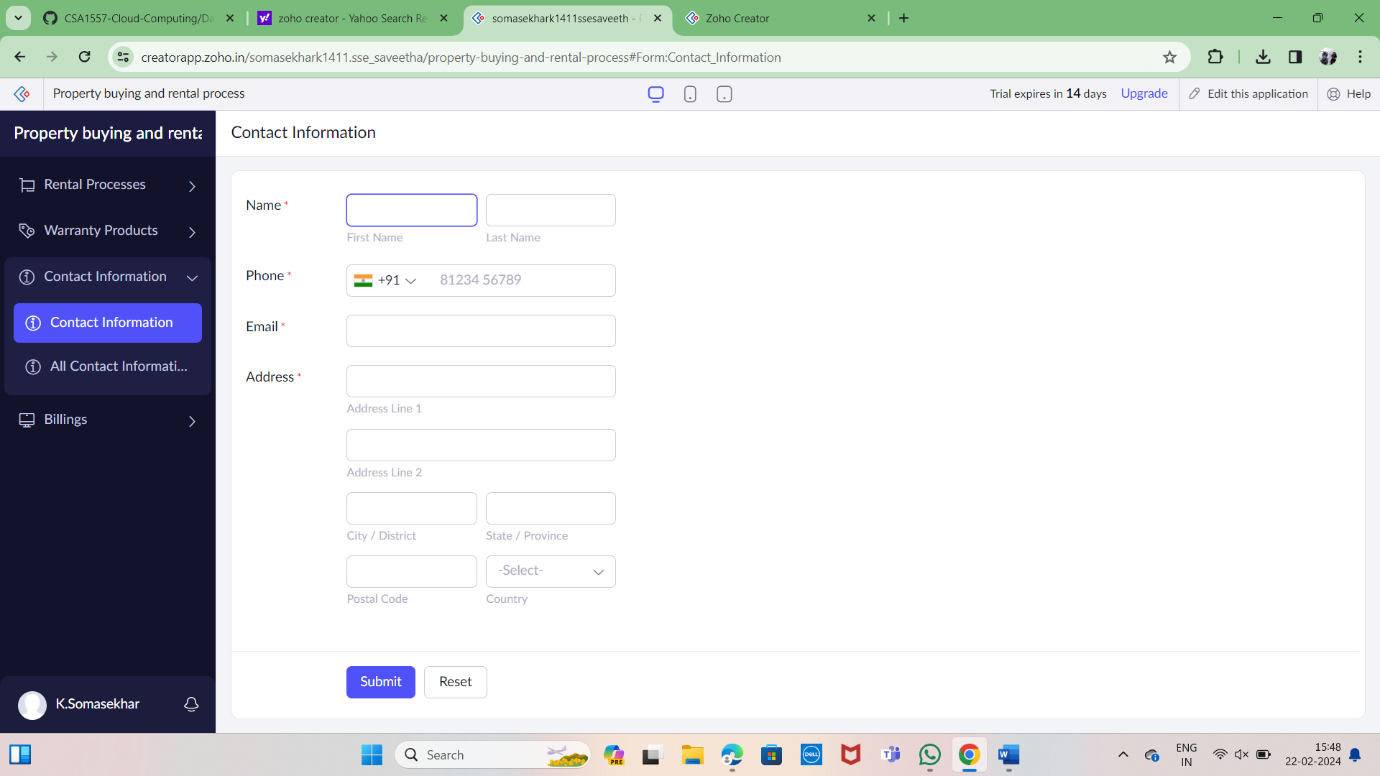 CSA1557-Cloud-Computing/Da
zoho creator - Yahoo Search Re
somasekhark1411ssesaveeth -
Zoho Creator
creatorapp.zoho.in/somasekhark1411.sse_saveetha/property-buying-and-rental-process#Form:Contact_Information
Property buying and rental process
Trial expires in 14 days
Upgrade
Edit this application
Help
Property buying and renta
Contact Information
Rental Processes
Warranty Products
Contact Information
Contact Information
All Contact Informati...
Billings
Name *
First Name
Last Name
Phone *
+91
81234 56789
Email *
Address *
Address Line 1
Address Line 2
City / District
State / Province
-Select-
Postal Code
Country
Submit
Reset
K.Somasekhar
Search
PRE
DELL
ENG
IN
15:48
22-02-2024